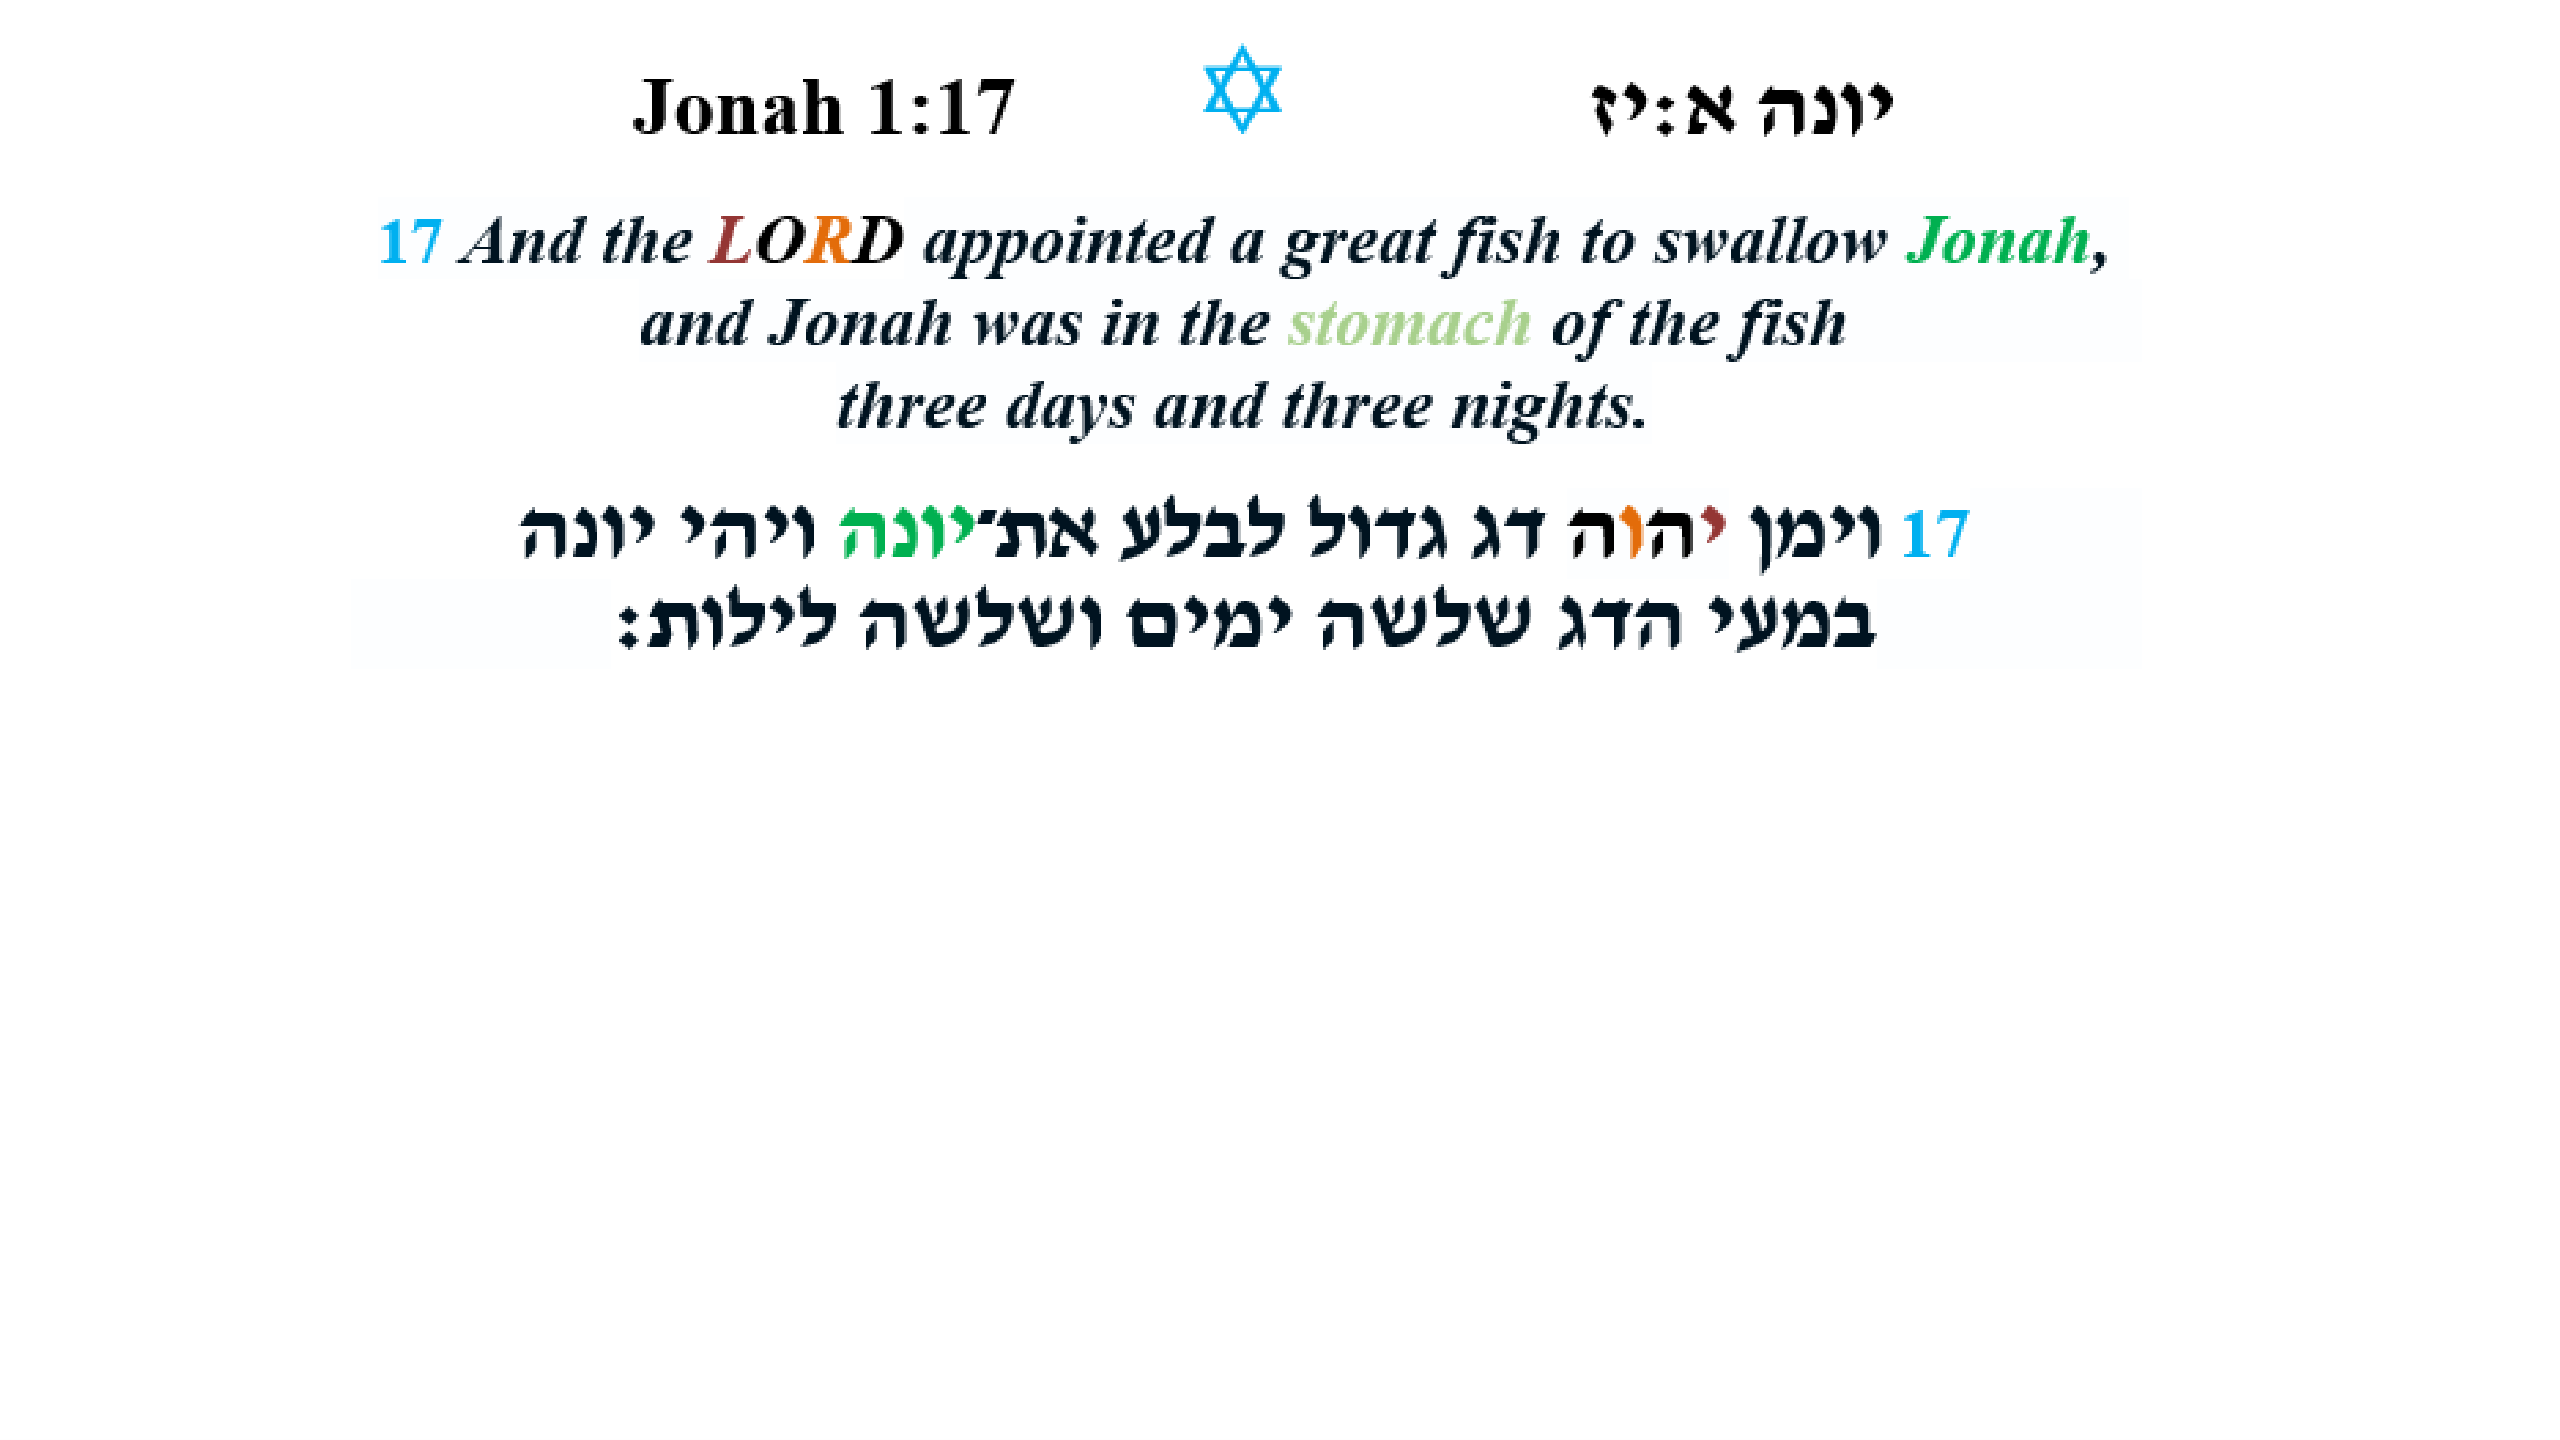 Jonah 1:17 ✡ יונה א:יז
17 And the LORD appointed a great fish to swallow Jonah,
and Jonah was in the stomach of the fish
three days and three nights.
17 וימן יהוה דג גדול לבלע את־יונה ויהי יונה
במעי הדג שלשה ימים ושלשה לילות׃